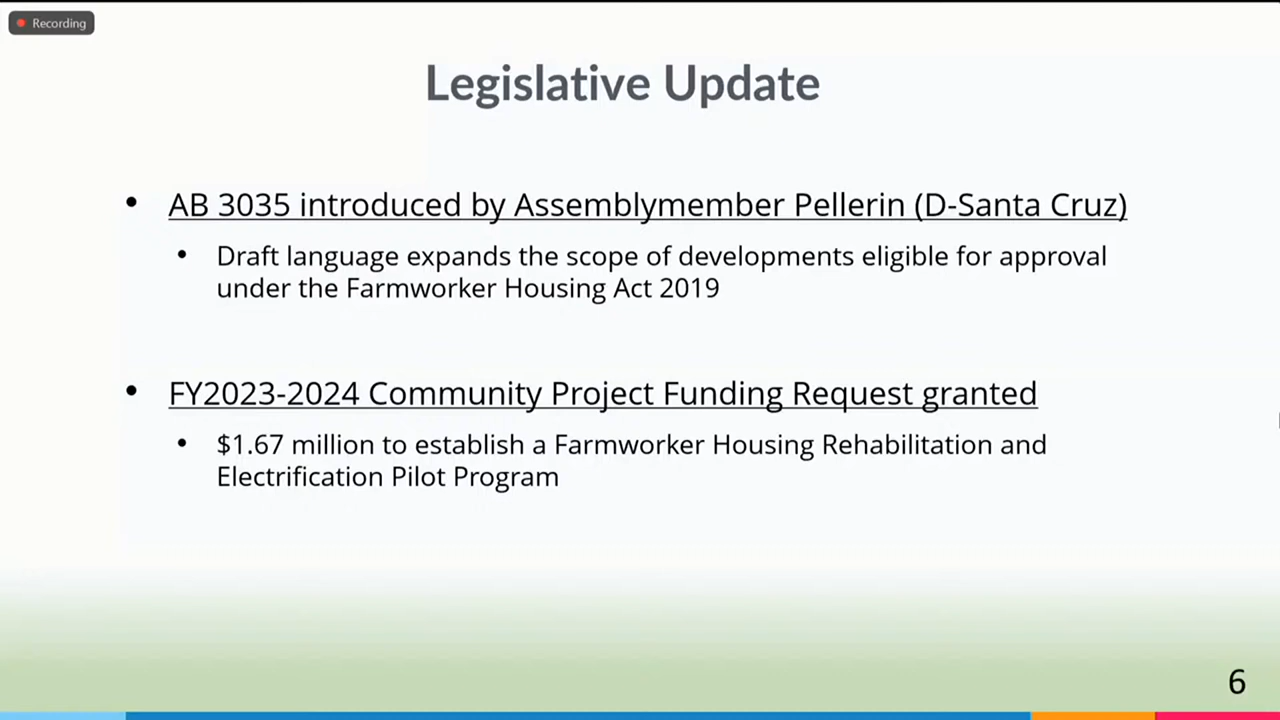 Recording
Legislative Update
• AB 3035 introduced by Assemblymember Pellerin (D-Santa Cruz)
• Draft language expands the scope of developments eligible for approval
under the Farmworker Housing Act 2019
• FY2023-2024 Community Project Funding Request granted
• $1.67 million to establish a Farmworker Housing Rehabilitation and
Electrification Pilot Program
6